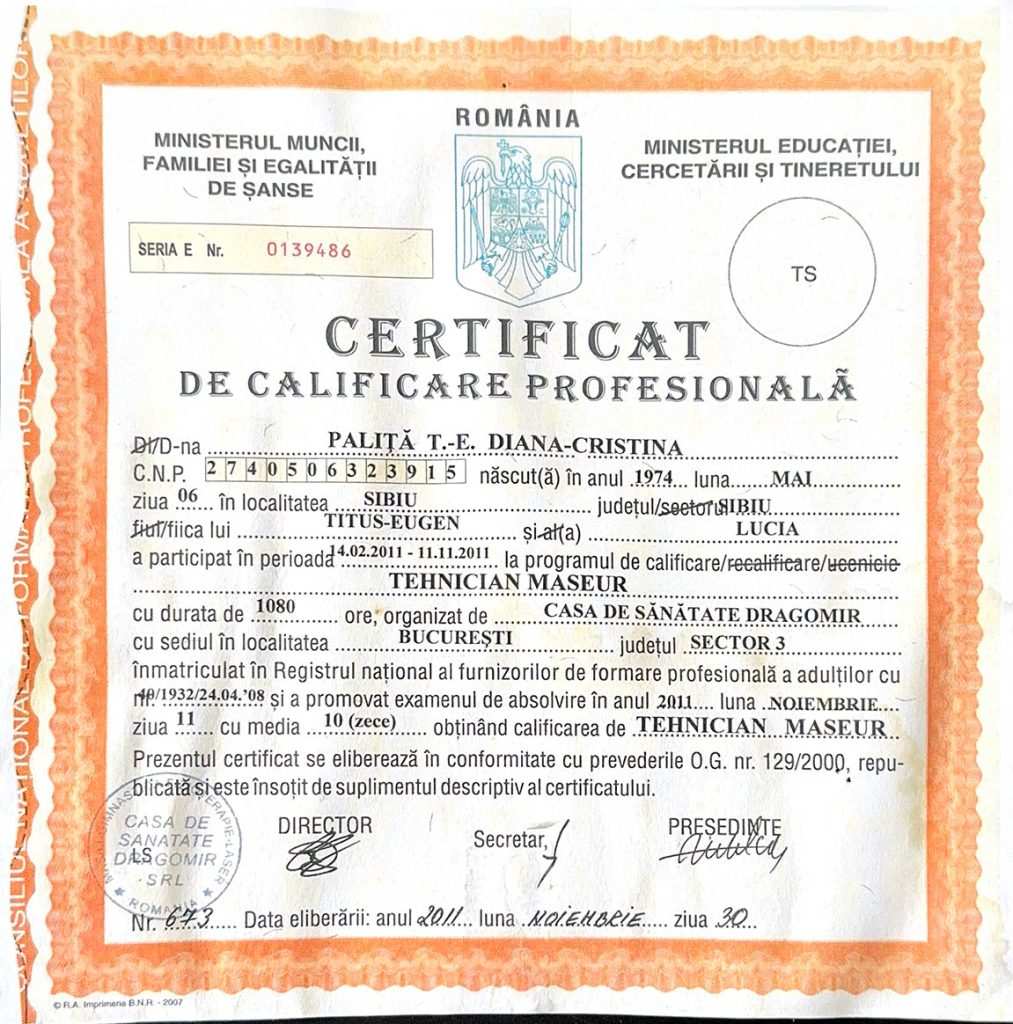 ROMÂNIA
MINISTERUL MUNCII,
FAMILIEI ȘI EGALITĂȚII
DE ȘANSE
MINISTERUL EDUCAȚIEI,
CERCETĂRII ȘI TINERETULUI
SERIA E Nr. 0139486
TS
CERTIFICAT
DE CALIFICARE PROFESIONALĂ
Dl/D-na PALIȚĂ T.-E. DIANA-CRISTINA
C.N.P. 2740506323915 născut(ă) în anul 1974 luna MAI
ziua 06 în localitatea SIBIU județul/sectorul SIBIU
fiul/fiica lui TITUS-EUGEN și al(a) LUCIA
a participat în perioada 14.02.2011 - 11.11.2011 la programul de calificare/recalificare/ucenicie
TEHNICIAN MASEUR
cu durata de 1080 ore, organizat de CASA DE SĂNĂTATE DRAGOMIR
cu sediul în localitatea BUCUREȘTI județul SECTOR 3
înmatriculat în Registrul național al furnizorilor de formare profesională a adulților cu
nr. 40/1932/24.04.'08 și a promovat examenul de absolvire în anul 2011 luna NOIEMBRIE
ziua 11 cu media 10 (zece) obținând calificarea de TEHNICIAN MASEUR
Prezentul certificat se eliberează în conformitate cu prevederile O.G. nr. 129/2000, repu-
blicată și este însoțit de suplimentul descriptiv al certificatului.
DIRECTOR Secretar, PREȘEDINTE
CASA DE
SANATATE
DRAGOMIR
LS
SRL
ROMANIA
Nr. 673 Data eliberării: anul 2011 luna NOIEMBRIE ziua 30
© R.A. Imprimeria B.N.R. - 2007